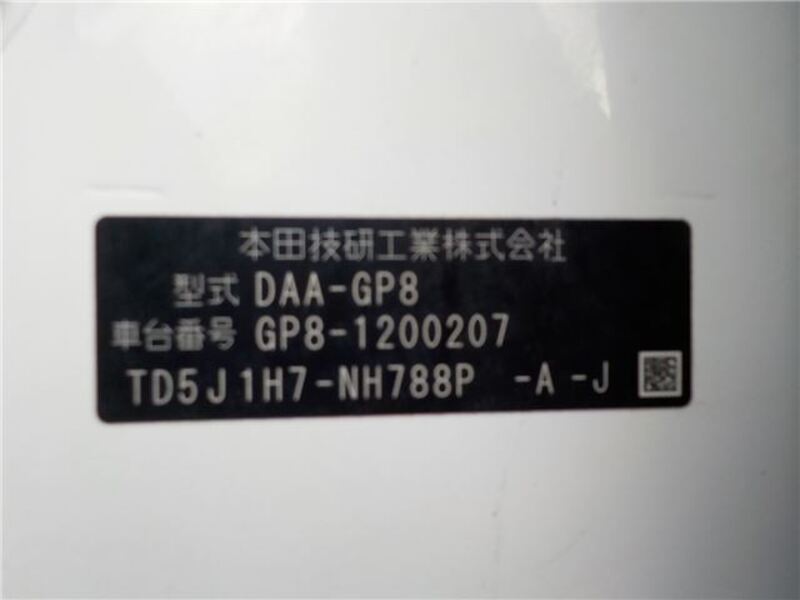 本田技研工業株式会社
型式 DAA-GP8
車台番号 GP8-1200207
TD5J1H7-NH788P -A -J